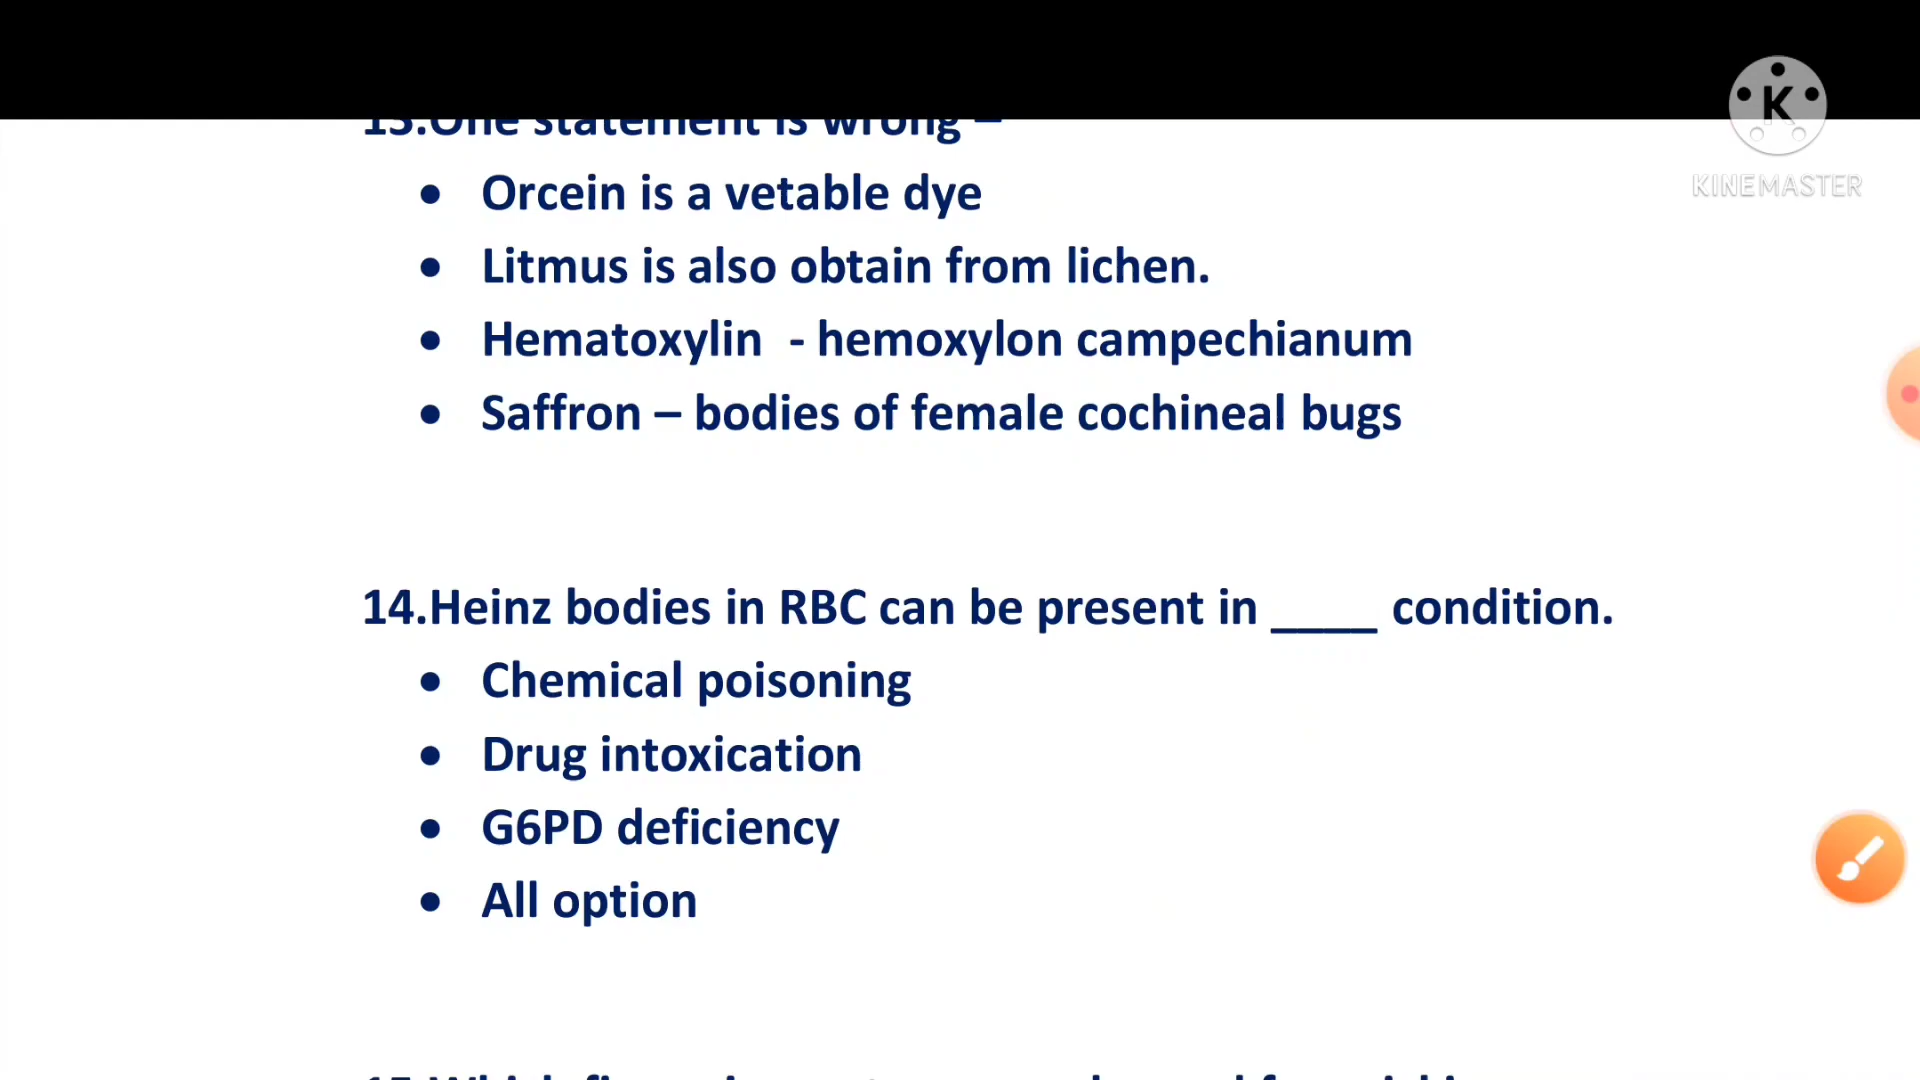 13.One statement is wrong –
• Orcein is a vetable dye
• Litmus is also obtain from lichen.
• Hematoxylin - hemoxylon campechianum
• Saffron – bodies of female cochineal bugs
14.Heinz bodies in RBC can be present in ____ condition.
• Chemical poisoning
• Drug intoxication
• G6PD deficiency
• All option
K
KINEMASTER